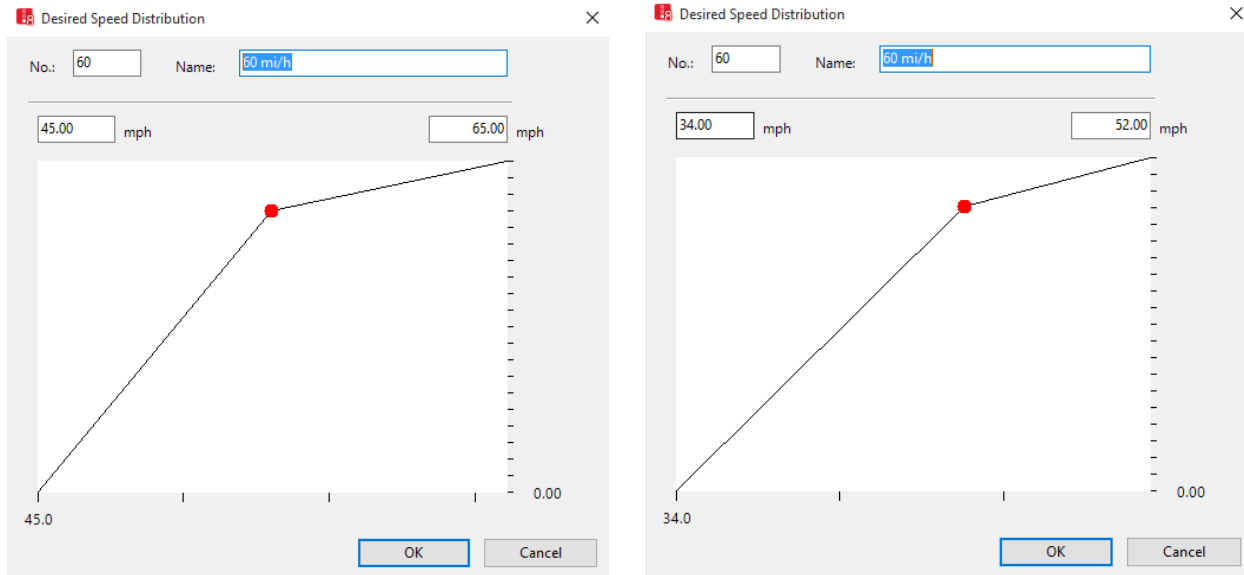 Desired Speed Distribution
No.: 60 Name: 60 mi/h
45.00 mph 65.00 mph
0.00
45.0
OK Cancel
Desired Speed Distribution
No.: 60 Name: 60 mi/h
34.00 mph 52.00 mph
0.00
34.0
OK Cancel